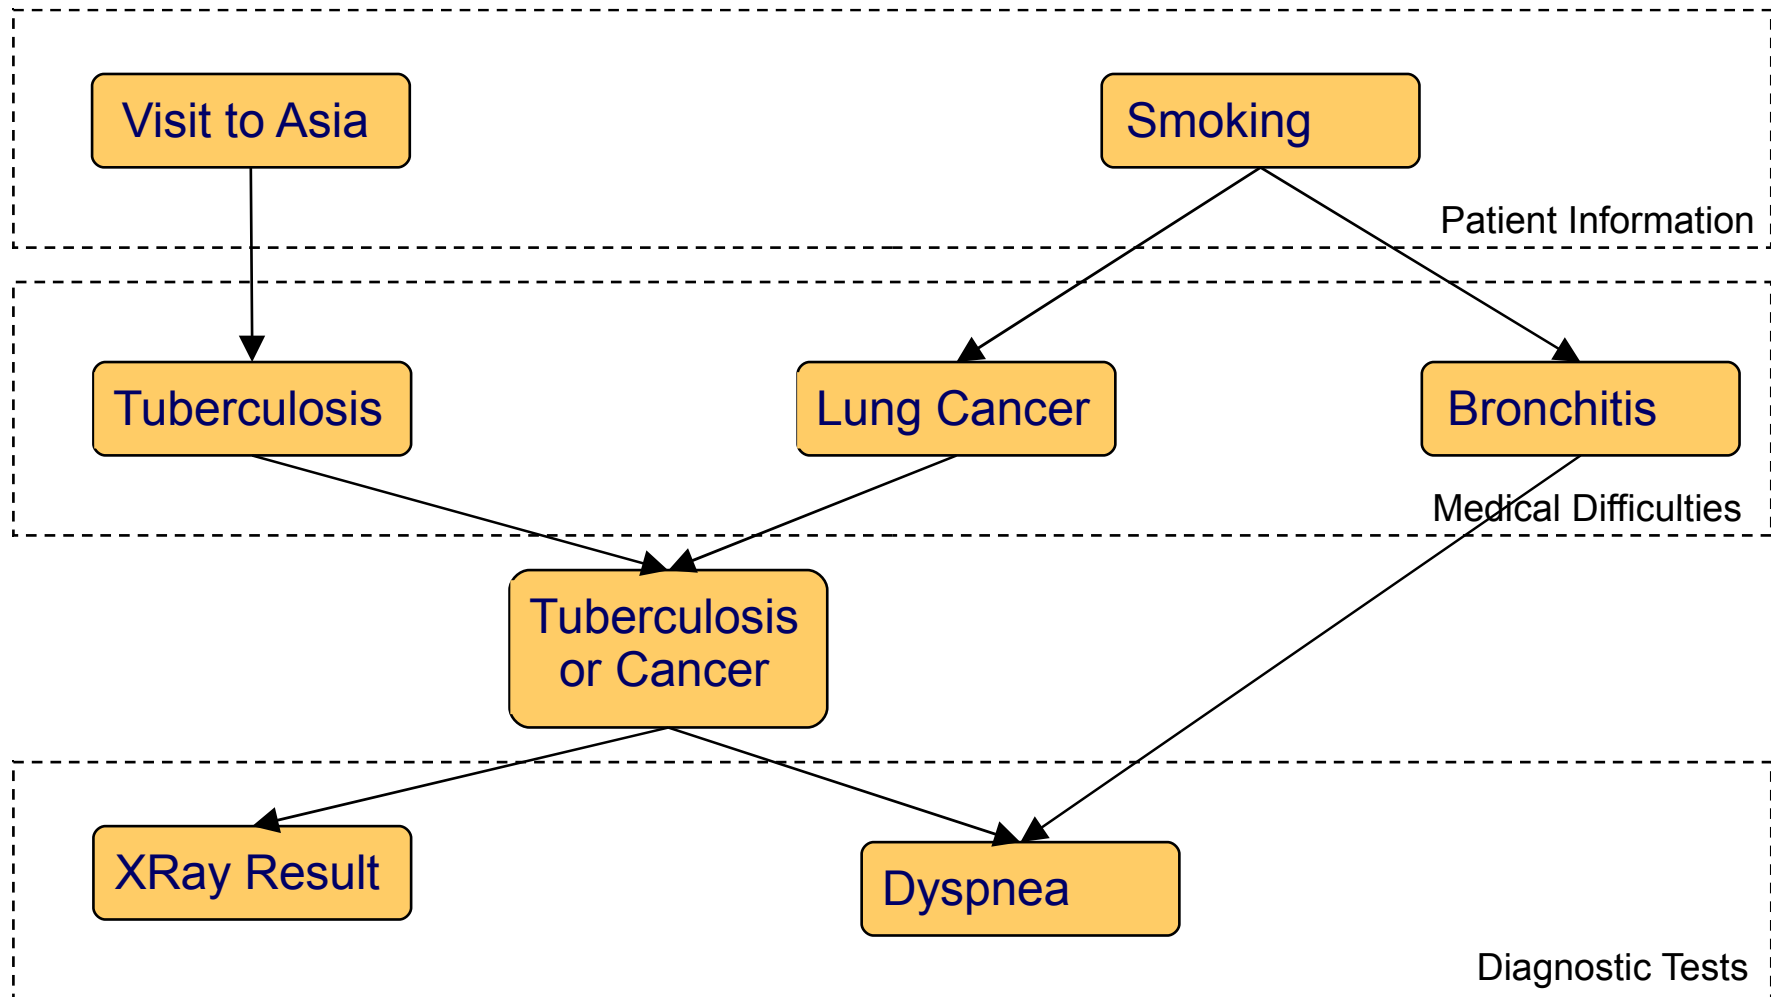 Visit to Asia
Smoking
Patient Information
Tuberculosis
Lung Cancer
Bronchitis
Medical Difficulties
Tuberculosis
or Cancer
XRay Result
Dyspnea
Diagnostic Tests